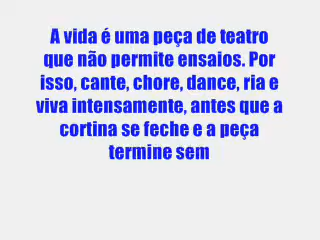 A vida é uma peça de teatro
que não permite ensaios. Por
isso, cante, chore, dance, ria e
viva intensamente, antes que a
cortina se feche e a peça
termine sem